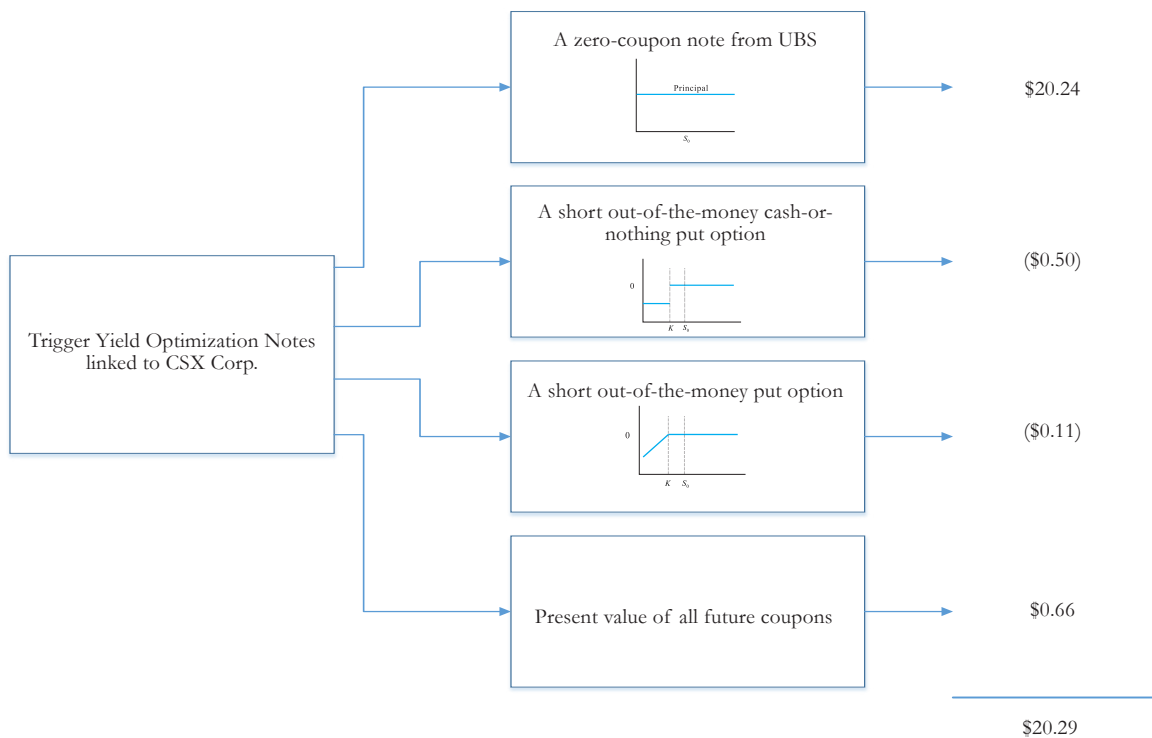 A zero-coupon note from UBS
Principal
S₀
$20.24
A short out-of-the-money cash-or-
nothing put option
0
K
S₀
($0.50)
Trigger Yield Optimization Notes
linked to CSX Corp.
A short out-of-the-money put option
0
K
S₀
($0.11)
Present value of all future coupons
$0.66
$20.29